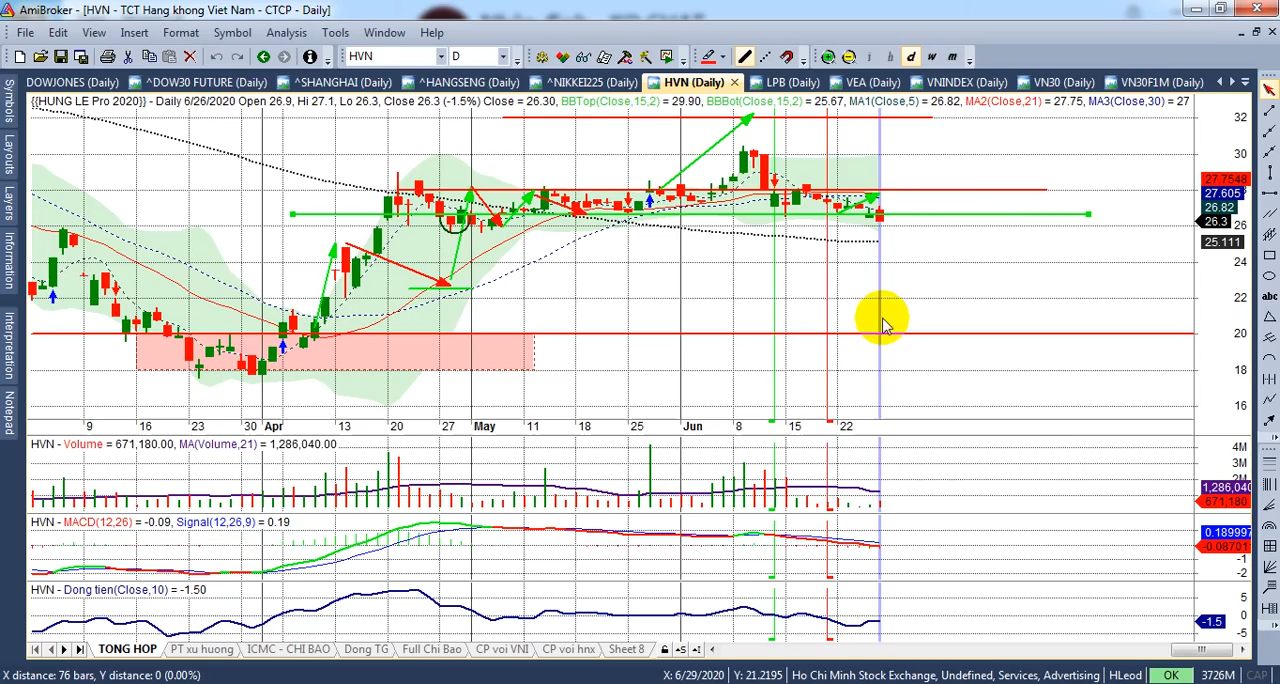 AmiBroker - [HVN - TCT Hang khong Viet Nam - CTCP - Daily]
File Edit View Insert Format Symbol Analysis Tools Window Help
HVN D i h d w m
DOWJONES (Daily) ^DOW30 FUTURE (Daily) ^SHANGHAI (Daily) ^HANGSENG (Daily) ^NIKKEI225 (Daily) HVN (Daily) LPB (Daily) VEA (Daily) VNINDEX (Daily) VN30 (Daily) VN30F1M (Daily)
Symbols
Layouts
Layers
Information
Interpretation
Notepad
{{HUNG LE Pro 2020}} - Daily 6/26/2020 Open 26.9, Hi 27.1, Lo 26.3, Close 26.3 (-1.5%) Close = 26.30, BBTop(Close,15,2) = 29.90, BBBot(Close,15,2) = 25.67, MA1(Close,5) = 26.82, MA2(Close,21) = 27.75, MA3(Close,30) = 27
32
30
28
27.7548
27.605
26.82
26.3
26
25.111
24
22
20
18
16
abc
9 16 23 30 Apr 13 20 27 May 11 18 25 Jun 8 15 22
HVN - Volume = 671,180.00, MA(Volume,21) = 1,286,040.00
4M
3M
2M
1,286,040
671,180
HVN - MACD(12,26) = -0.09, Signal(12,26,9) = 0.19
0.189997
-0.08701
-1
-2
HVN - Dong tien(Close,10) = -1.50
5
0
-1.5
-5
TONG HOP PT xu huong ICMC - CHI BAO Dong TG Full Chi Bao CP voi VNI CP voi hnx Sheet 8
X distance: 76 bars, Y distance: 0 (0.00%) X: 6/29/2020 Y: 21.2195 Ho Chi Minh Stock Exchange, Undefined, Services, Advertising HLeod OK 3726M CAP